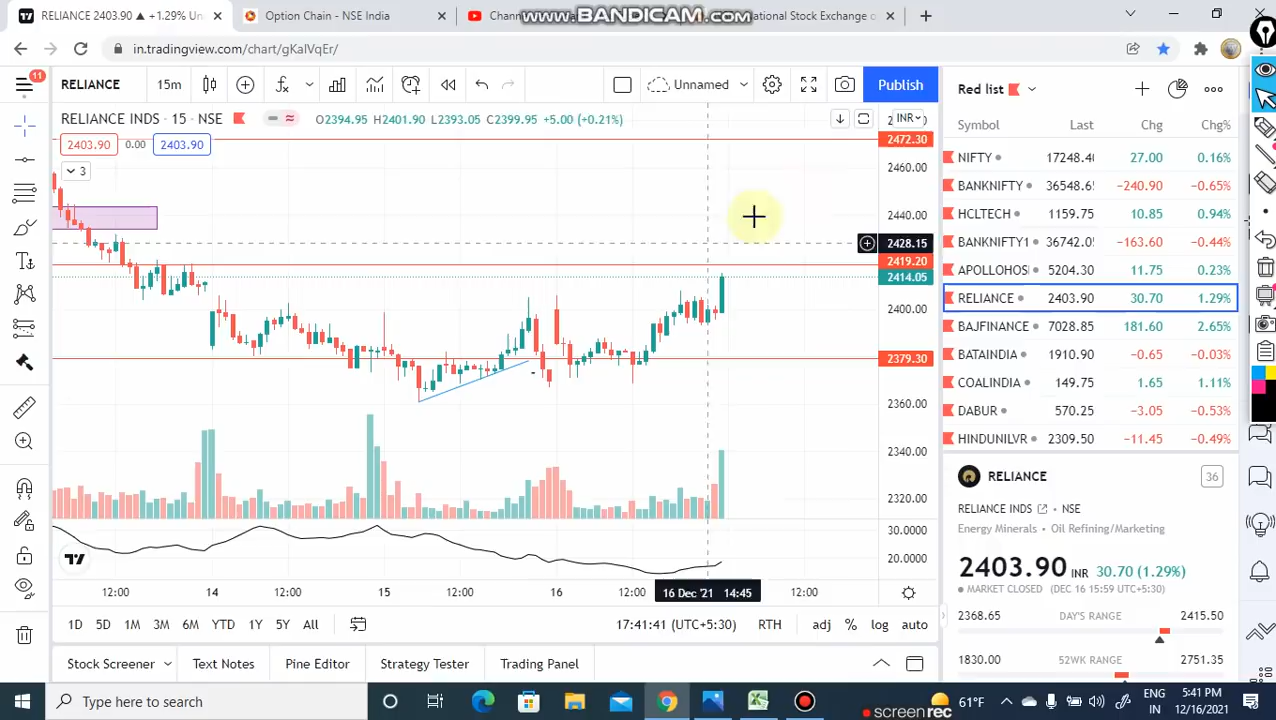 RELIANCE 2403.90 ▲ +1.29% Un
Option Chain - NSE India
Chann
www.BANDICAM.com
ational Stock Exchange o
in.tradingview.com/chart/gKalVqEr/
11
RELIANCE
15m
Unnamed
Publish
Red list
RELIANCE INDS · 15 · NSE
O2394.95 H2401.90 L2393.05 C2399.95 +5.00 (+0.21%)
INR
2403.90 0.00 2403.90
3
2472.30
2460.00
2440.00
2428.15
2419.20
2414.05
2400.00
2379.30
2360.00
2340.00
2320.00
30.0000
20.0000
12:00 14 12:00 15 12:00 16 12:00 16 Dec '21 14:45 12:00
1D 5D 1M 3M 6M YTD 1Y 5Y All
17:41:41 (UTC+5:30) RTH adj % log auto
Stock Screener Text Notes Pine Editor Strategy Tester Trading Panel
Symbol Last Chg Chg%
NIFTY 17248.40 27.00 0.16%
BANKNIFTY 36548.65 −240.90 −0.65%
HCLTECH 1159.75 10.85 0.94%
BANKNIFTY1 36742.05 −163.60 −0.44%
APOLLOHOS 5204.30 11.75 0.23%
RELIANCE 2403.90 30.70 1.29%
BAJFINANCE 7028.85 181.60 2.65%
BATAINDIA 1910.90 −0.65 −0.03%
COALINDIA 149.75 1.65 1.11%
DABUR 570.25 −3.05 −0.53%
HINDUNILVR 2309.50 −11.45 −0.49%
RELIANCE
36
RELIANCE INDS · NSE
Energy Minerals · Oil Refining/Marketing
2403.90 INR 30.70 (1.29%)
MARKET CLOSED (DEC 16 15:59 UTC+5:30)
2368.65 DAY'S RANGE 2415.50
1830.00 52WK RANGE 2751.35
Type here to search
61°F
ENG
IN
5:41 PM
12/16/2021
screen rec